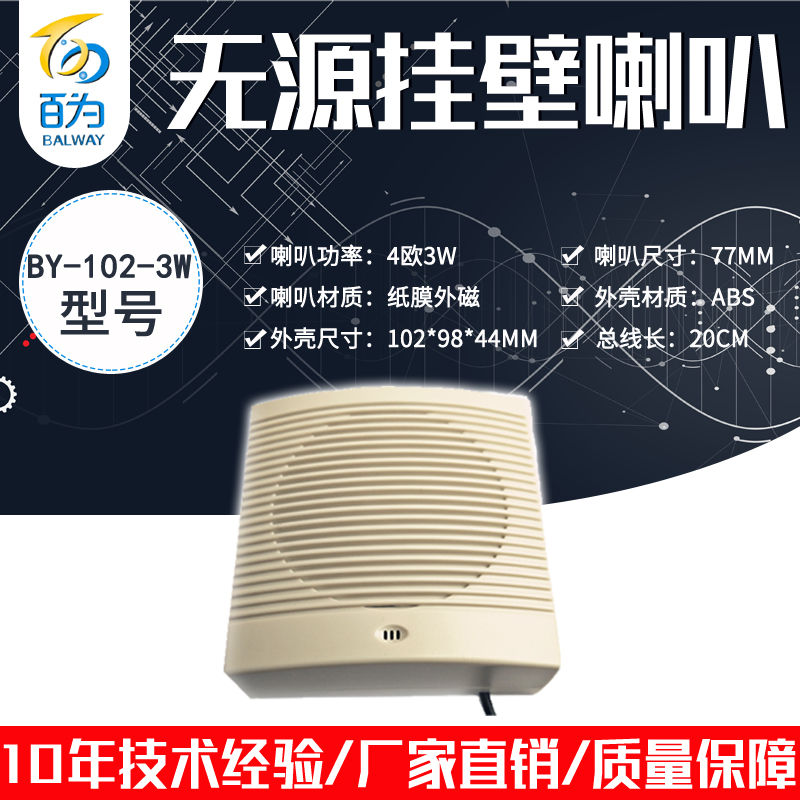 百为
BALWAY
无源挂壁喇叭
BY-102-3W
型号
喇叭功率：4欧3W
喇叭尺寸：77MM
喇叭材质：纸膜外磁
外壳材质：ABS
外壳尺寸：102*98*44MM
总线长：20CM
10年技术经验/厂家直销/质量保障